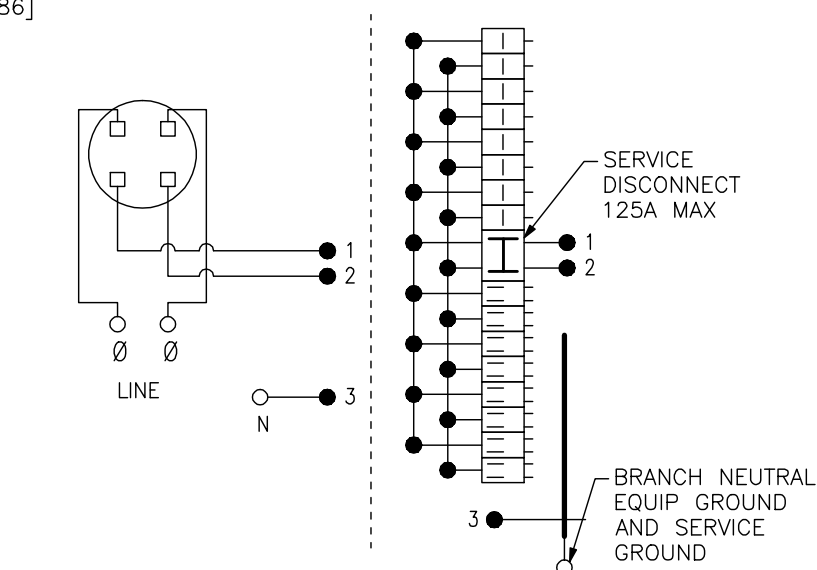 86]
SERVICE
DISCONNECT
125A MAX
1
2
1
2
Ø Ø
LINE
3
N
BRANCH NEUTRAL
EQUIP GROUND
AND SERVICE
GROUND
3